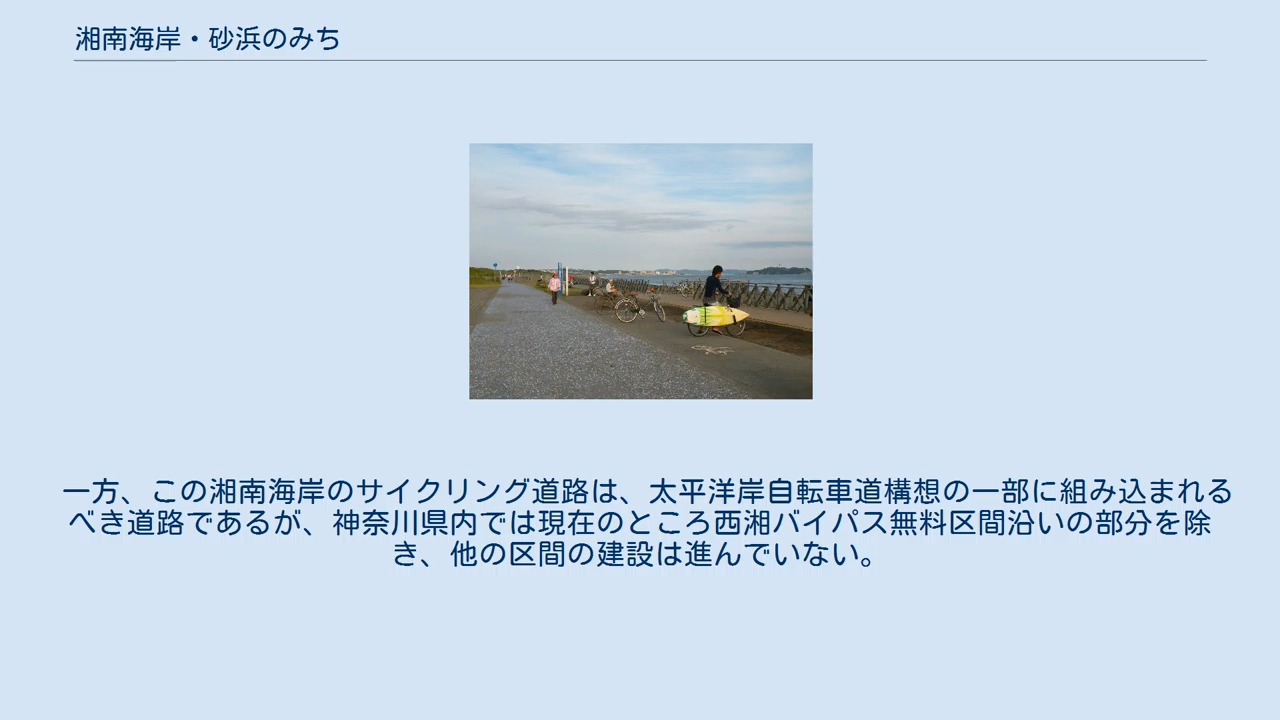 湘南海岸・砂浜のみち
一方、この湘南海岸のサイクリング道路は、太平洋岸自転車道構想の一部に組み込まれる
べき道路であるが、神奈川県内では現在のところ西湘バイパス無料区間沿いの部分を除
き、他の区間の建設は進んでいない。